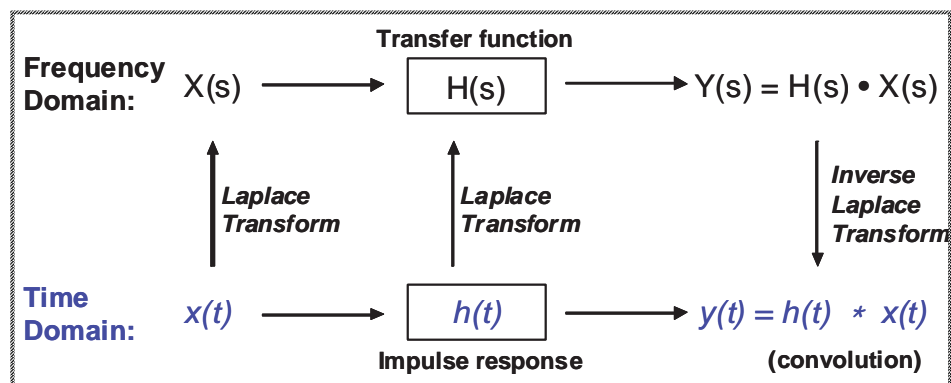 Transfer function
Frequency
Domain:
X(s)
H(s)
Y(s) = H(s) • X(s)
Laplace
Transform
Laplace
Transform
Inverse
Laplace
Transform
Time
Domain:
x(t)
h(t)
y(t) = h(t) * x(t)
Impulse response
(convolution)